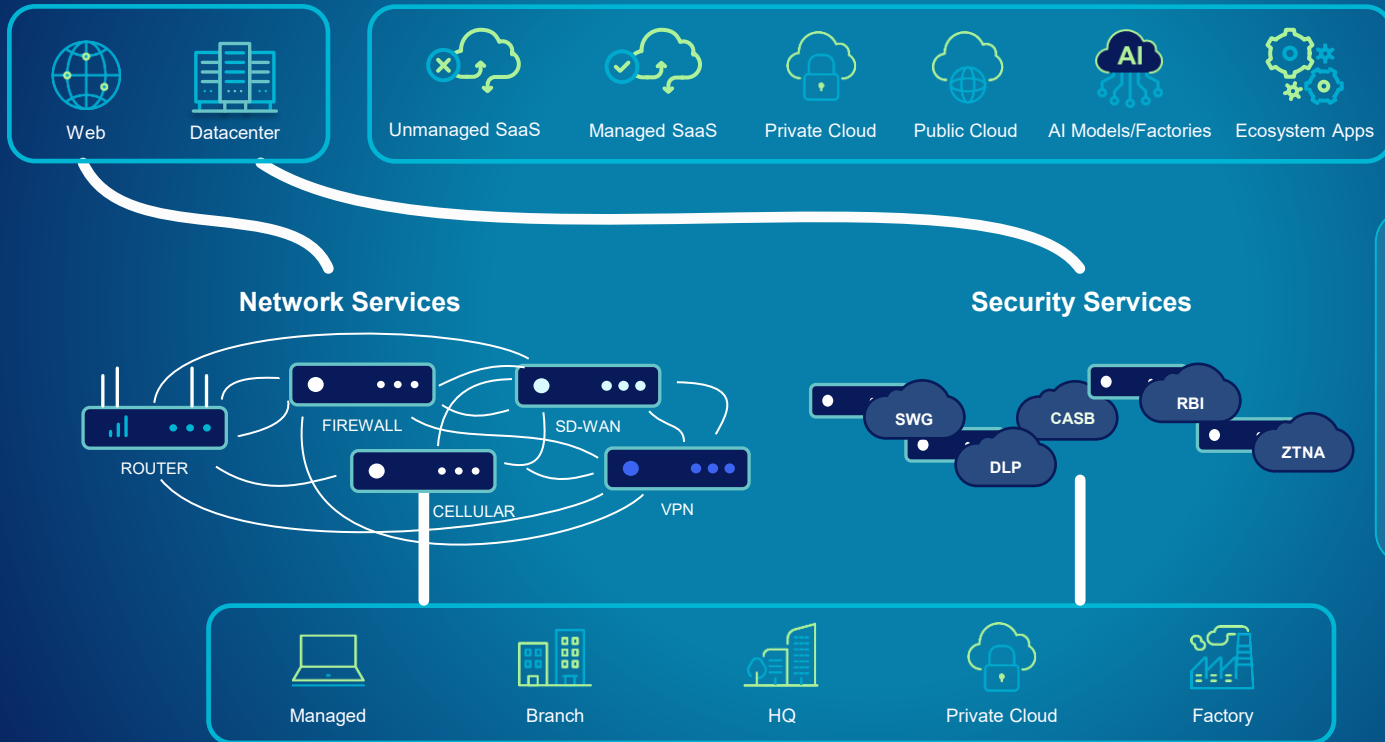 Web
Datacenter
Unmanaged SaaS
Managed SaaS
Private Cloud
Public Cloud
AI
AI Models/Factories
Ecosystem Apps
Network Services
Security Services
ROUTER
FIREWALL
SD-WAN
CELLULAR
VPN
SWG
DLP
CASB
RBI
ZTNA
Managed
Branch
HQ
Private Cloud
Factory